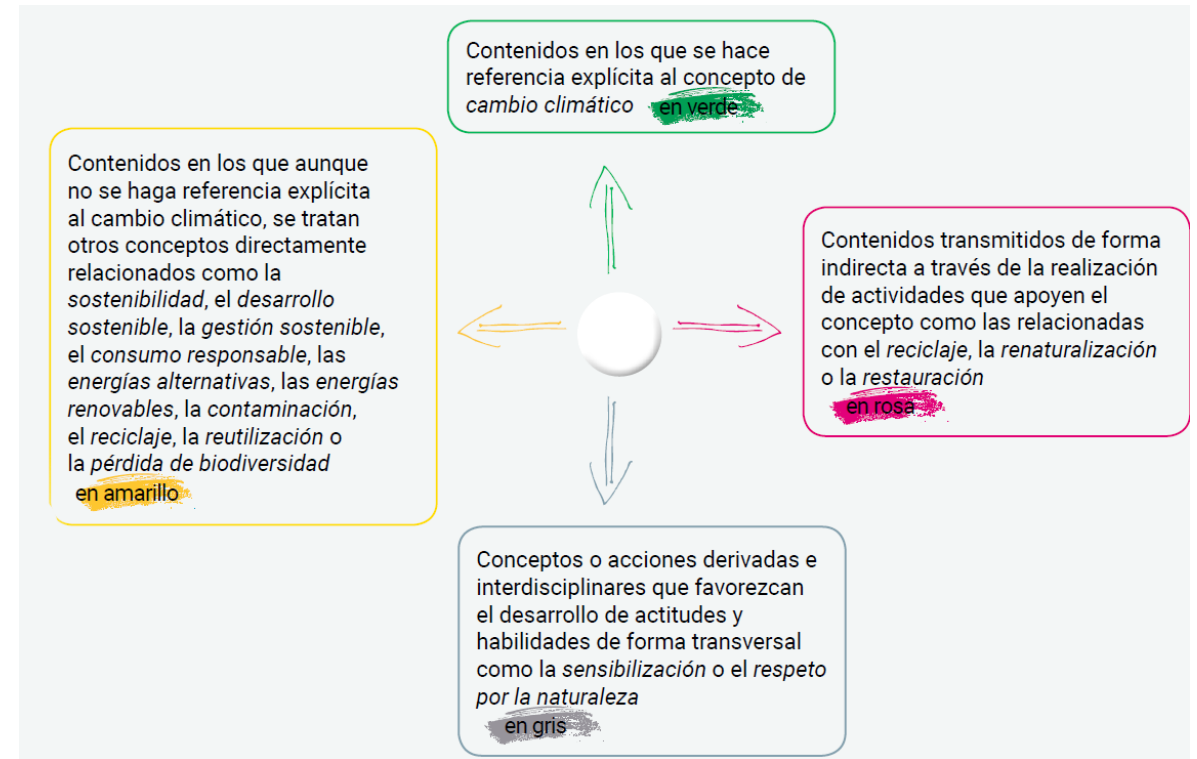 Contenidos en los que se hace
referencia explícita al concepto de
cambio climático en verde
Contenidos en los que aunque
no se haga referencia explícita
al cambio climático, se tratan
otros conceptos directamente
relacionados como la
sostenibilidad, el desarrollo
sostenible, la gestión sostenible,
el consumo responsable, las
energías alternativas, las energías
renovables, la contaminación,
el reciclaje, la reutilización o
la pérdida de biodiversidad
en amarillo
Contenidos transmitidos de forma
indirecta a través de la realización
de actividades que apoyen el
concepto como las relacionadas
con el reciclaje, la renaturalización
o la restauración
en rosa
Conceptos o acciones derivadas e
interdisciplinares que favorezcan
el desarrollo de actitudes y
habilidades de forma transversal
como la sensibilización o el respeto
por la naturaleza
en gris